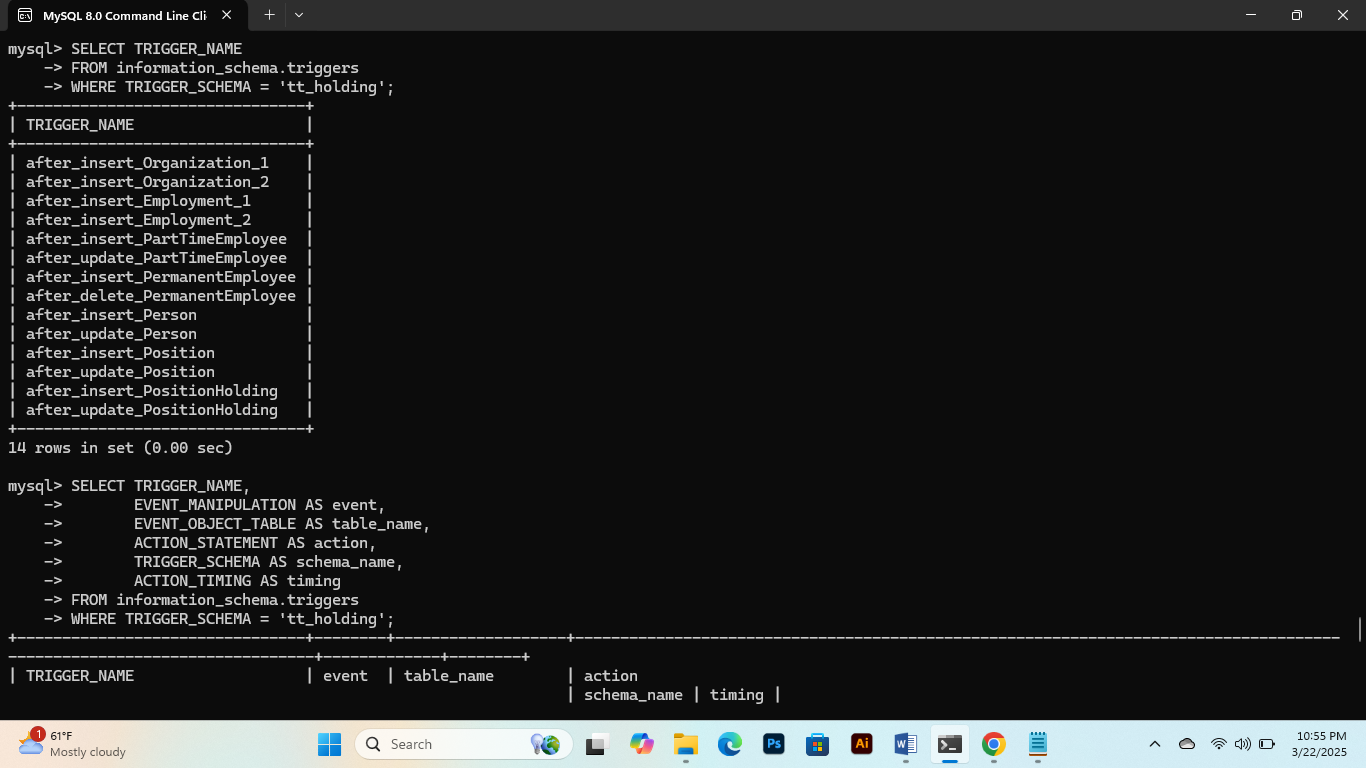 MySQL 8.0 Command Line Cli
mysql> SELECT TRIGGER_NAME
    -> FROM information_schema.triggers
    -> WHERE TRIGGER_SCHEMA = 'tt_holding';
+--------------------------------+
| TRIGGER_NAME                   |
+--------------------------------+
| after_insert_Organization_1    |
| after_insert_Organization_2    |
| after_insert_Employment_1      |
| after_insert_Employment_2      |
| after_insert_PartTimeEmployee  |
| after_update_PartTimeEmployee  |
| after_insert_PermanentEmployee |
| after_delete_PermanentEmployee |
| after_insert_Person            |
| after_update_Person            |
| after_insert_Position          |
| after_update_Position          |
| after_insert_PositionHolding   |
| after_update_PositionHolding   |
+--------------------------------+
14 rows in set (0.00 sec)
mysql> SELECT TRIGGER_NAME,
    ->        EVENT_MANIPULATION AS event,
    ->        EVENT_OBJECT_TABLE AS table_name,
    ->        ACTION_STATEMENT AS action,
    ->        TRIGGER_SCHEMA AS schema_name,
    ->        ACTION_TIMING AS timing
    -> FROM information_schema.triggers
    -> WHERE TRIGGER_SCHEMA = 'tt_holding';
+--------------------------------+--------+-------------------+-------------------------------------------------------------------------------------
----------------------------------+-------------+--------+
| TRIGGER_NAME                   | event  | table_name        | action
                                                              | schema_name | timing |
1
61°F
Mostly cloudy
Search
Ps
Ai
W
10:55 PM
3/22/2025